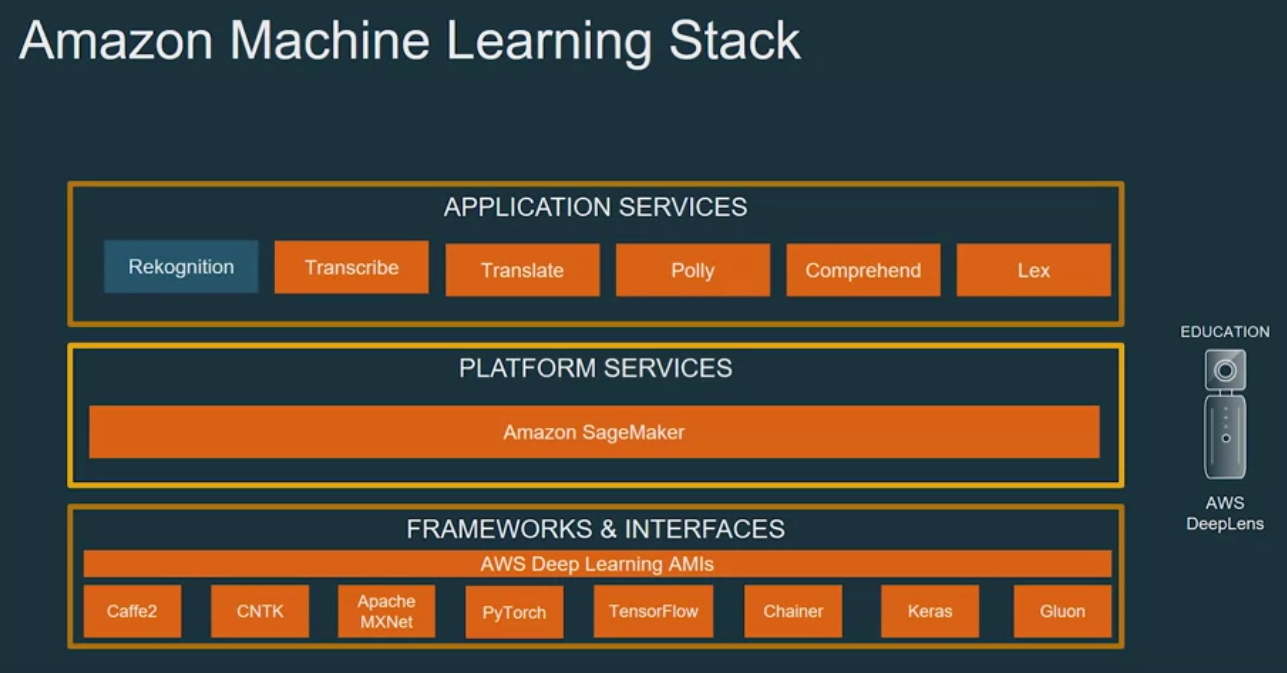 Amazon Machine Learning Stack
APPLICATION SERVICES
Rekognition
Transcribe
Translate
Polly
Comprehend
Lex
EDUCATION
AWS
DeepLens
PLATFORM SERVICES
Amazon SageMaker
FRAMEWORKS & INTERFACES
AWS Deep Learning AMIs
Caffe2
CNTK
Apache
MXNet
PyTorch
TensorFlow
Chainer
Keras
Gluon